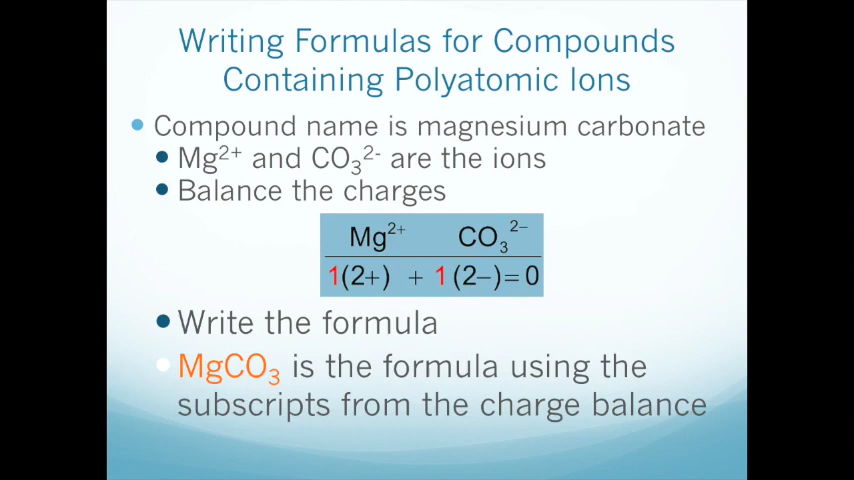 Writing Formulas for Compounds
Containing Polyatomic Ions
• Compound name is magnesium carbonate
• Mg²⁺ and CO₃²⁻ are the ions
• Balance the charges
Mg²⁺ CO₃²⁻
1(2+) + 1(2−)=0
• Write the formula
• MgCO₃ is the formula using the
subscripts from the charge balance